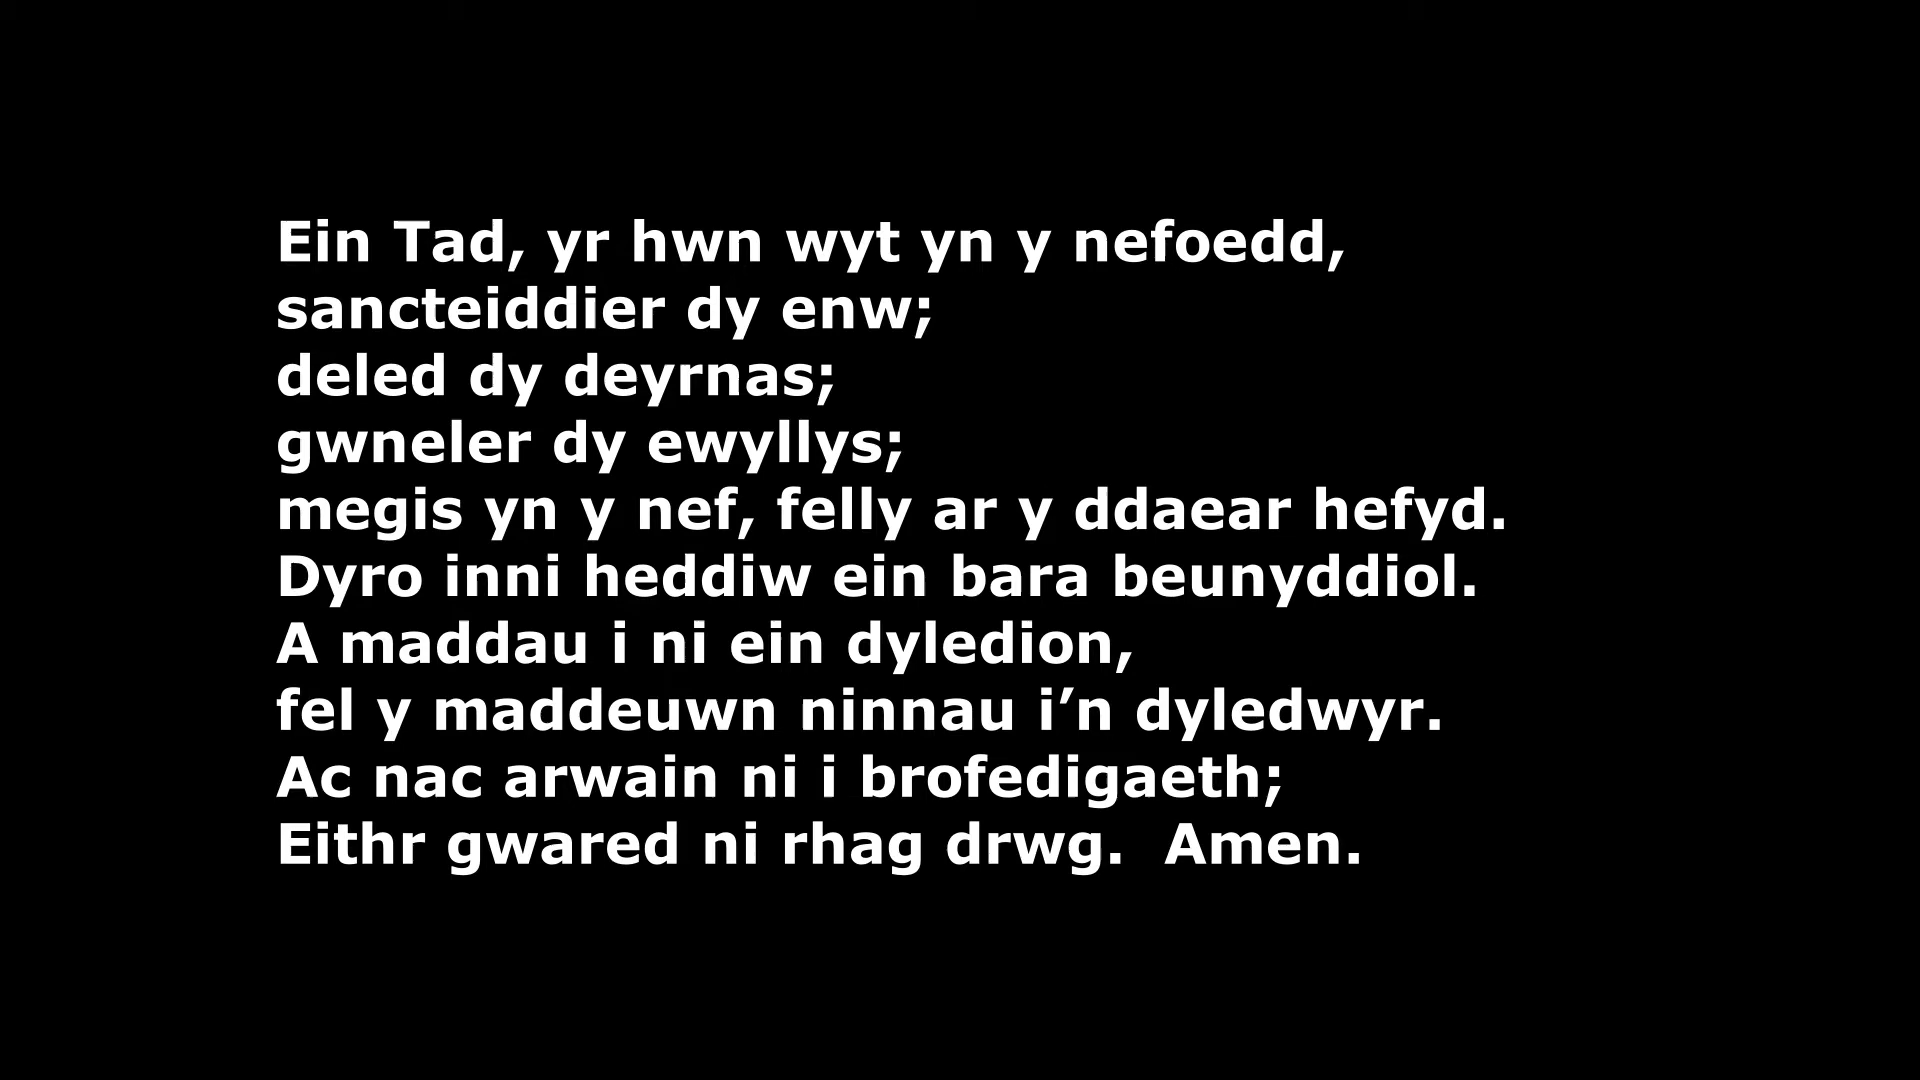 Ein Tad, yr hwn wyt yn y nefoedd,
sancteiddier dy enw;
deled dy deyrnas;
gwneler dy ewyllys;
megis yn y nef, felly ar y ddaear hefyd.
Dyro inni heddiw ein bara beunyddiol.
A maddau i ni ein dyledion,
fel y maddeuwn ninnau i’n dyledwyr.
Ac nac arwain ni i brofedigaeth;
Eithr gwared ni rhag drwg.  Amen.